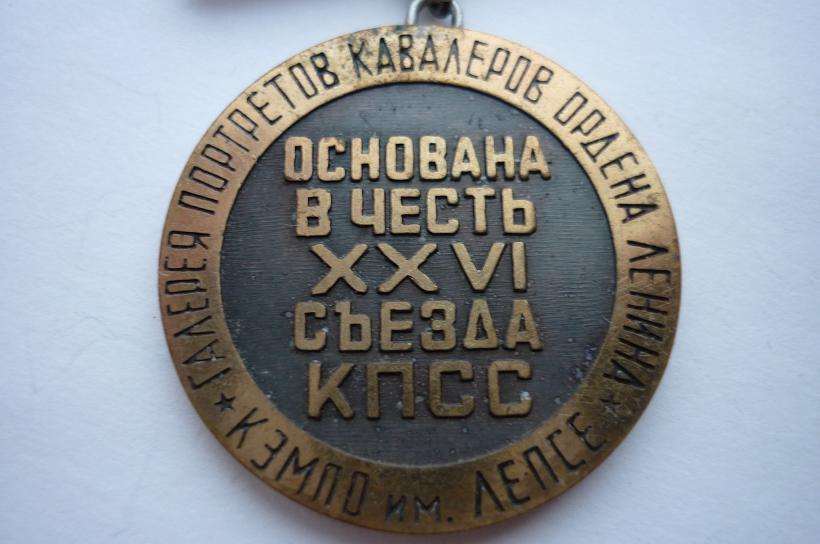 ГАЛЕРЕЯ ПОРТРЕТОВ КАВАЛЕРОВ ОРДЕНА ЛЕНИНА
ОСНОВАНА
В ЧЕСТЬ
XXVI
СЪЕЗДА
КПСС
★ КЭМПО им. ЛЕПСЕ ★